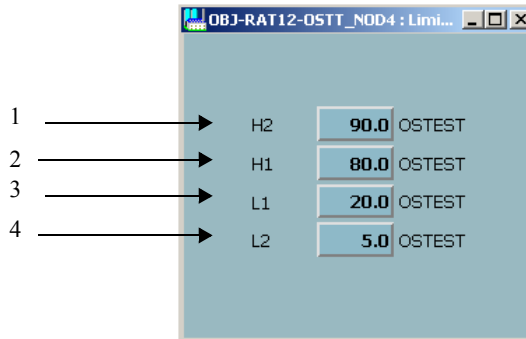 OBJ-RAT12-OSTT_NOD4 : Limi...
1 H2 90.0 OSTEST
2 H1 80.0 OSTEST
3 L1 20.0 OSTEST
4 L2 5.0 OSTEST